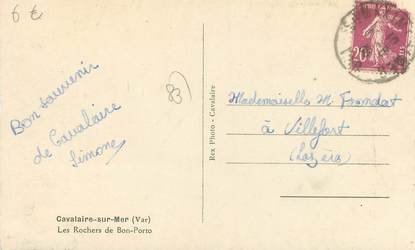 6 €
83
Bon souvenir
de Cavalaire
Simone
Rex Photo - Cavalaire
20
Mademoiselle M. Frondat
à Villefort
(Lozère)
Cavalaire-sur-Mer (Var)
Les Rochers de Bon-Porto